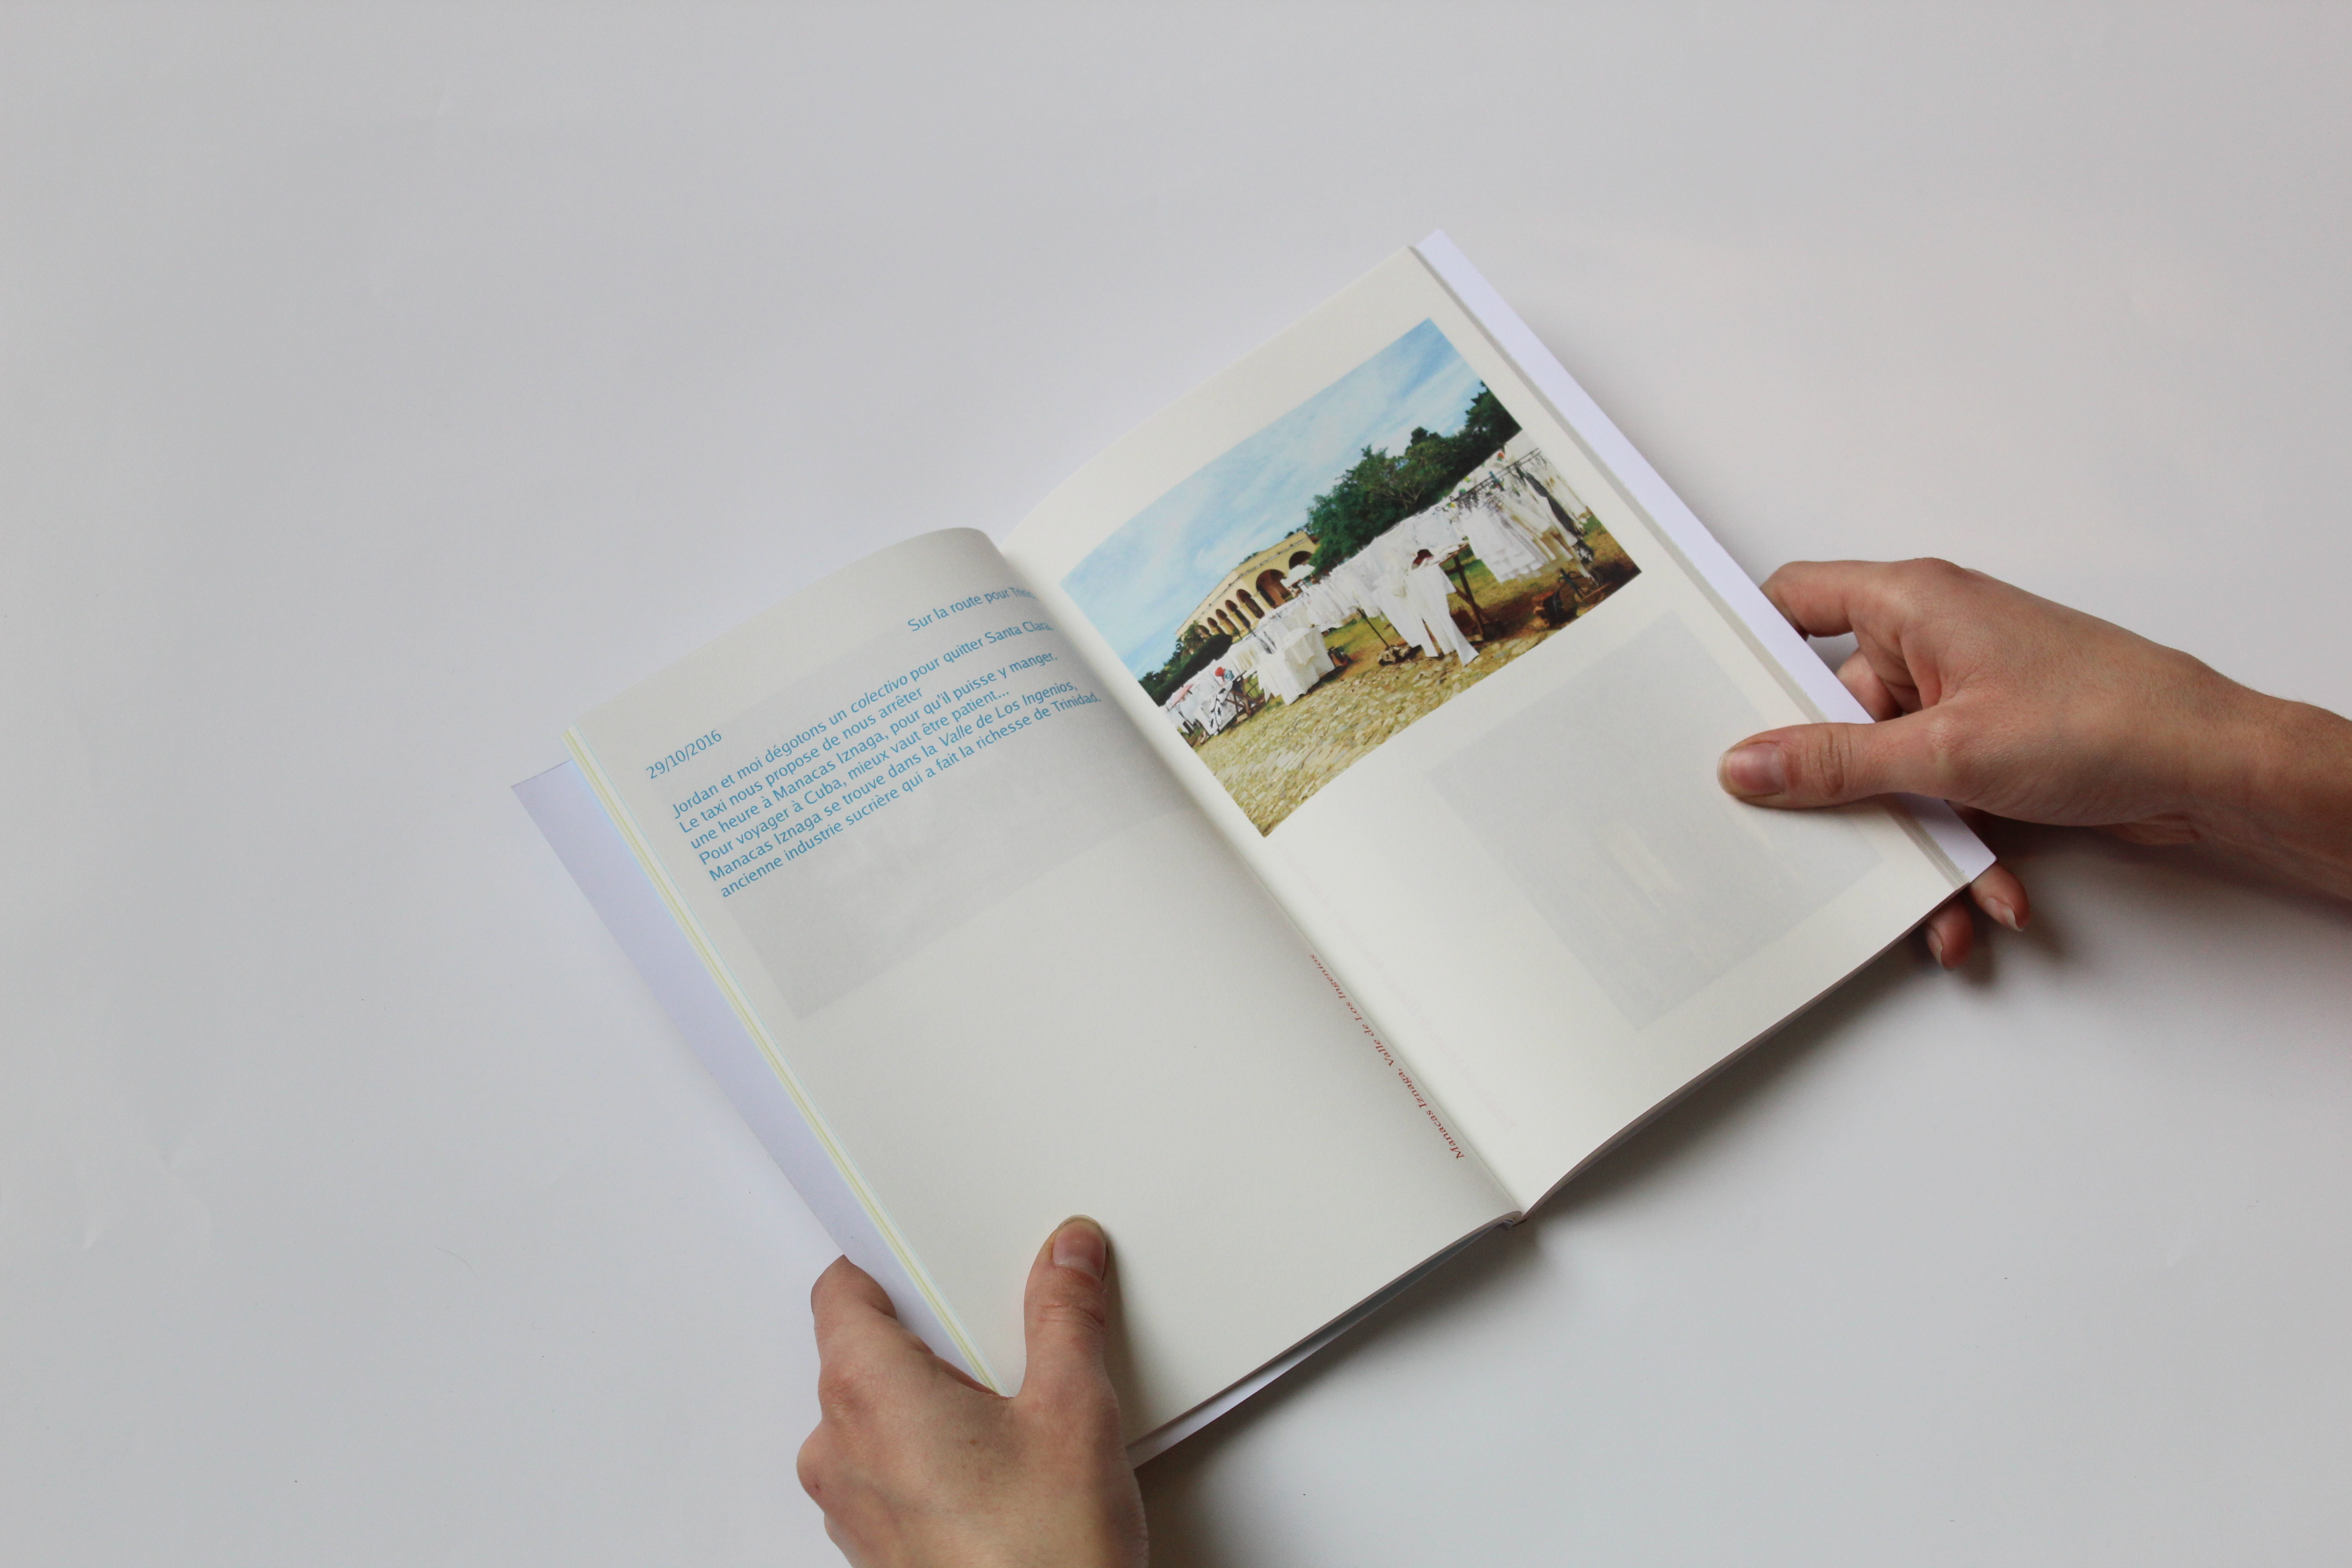 29/10/2016
Sur la route pour
Jordan et moi dégotons un colectivo pour quitter Santa Clara.
Le taxi nous propose de nous arrêter
une heure à Manacas Iznaga, pour qu'il puisse y manger.
Pour voyager à Cuba, mieux vaut être patient...
Manacas Iznaga se trouve dans la Valle de Los Ingenios,
ancienne industrie sucrière qui a fait la richesse de Trinidad.
Manacas Iznaga, Valle de Los Ingenios